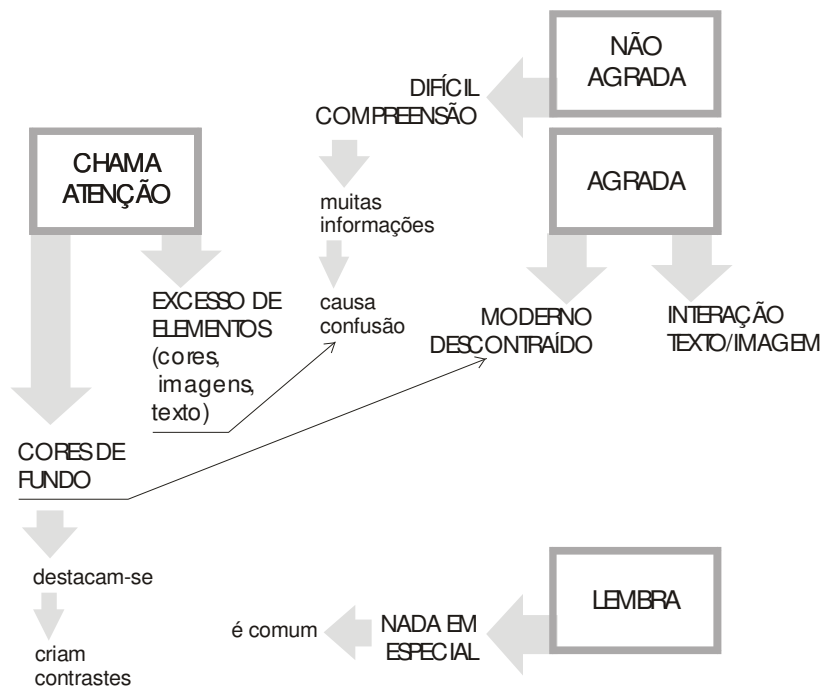 NÃO
AGRADA
DIFÍCIL
COMPREENSÃO
muitas
informações
causa
confusão
CHAMA
ATENÇÃO
EXCESSO DE
ELEMENTOS
(cores,
imagens,
texto)
CORES DE
FUNDO
destacam-se
criam
contrastes
AGRADA
MODERNO
DESCONTRAÍDO
INTERAÇÃO
TEXTO/IMAGEM
LEMBRA
NADA EM
ESPECIAL
é comum